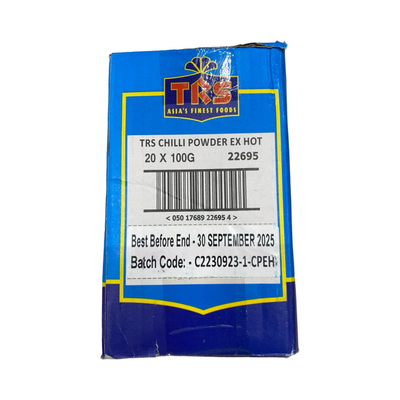 TRS
ASIA'S FINEST FOODS
TRS CHILLI POWDER EX HOT
20 X 100G 22695
< 050 17689 22695 4 >
Best Before End - 30 SEPTEMBER 2025
Batch Code: - C2230923-1-CPEH